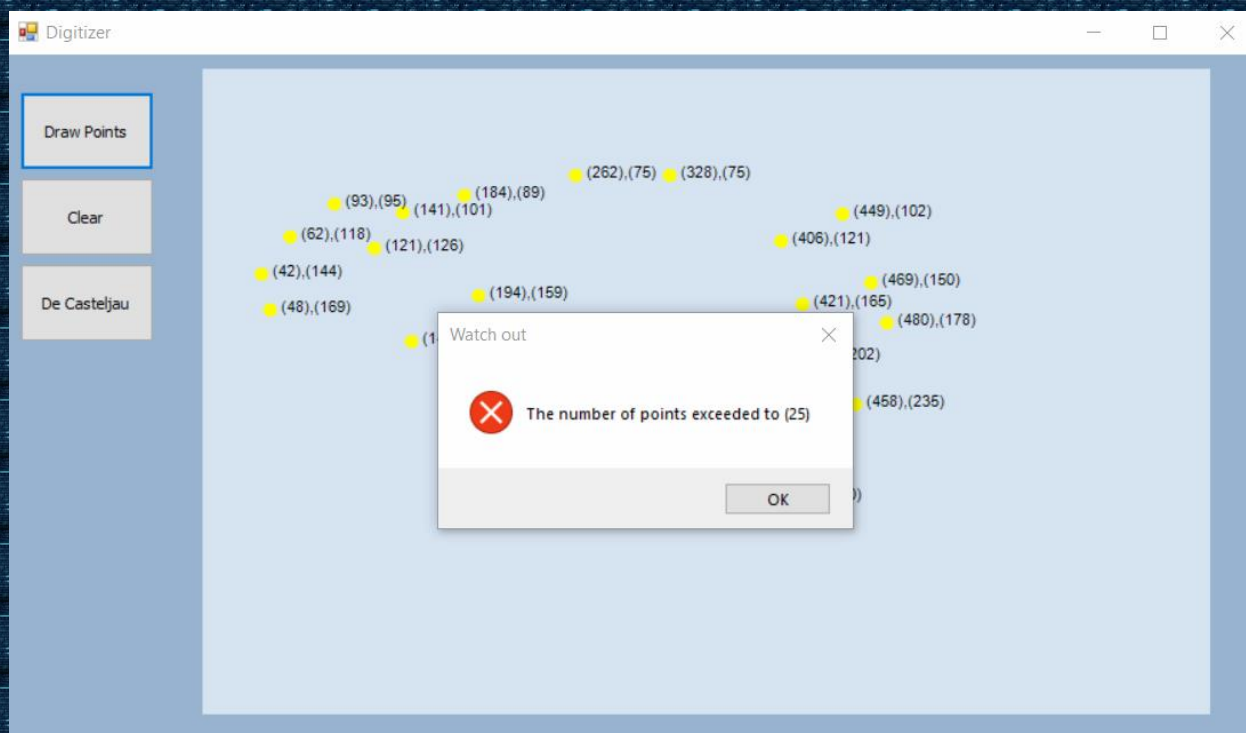 Digitizer
Draw Points
Clear
De Casteljau
(262),(75)
(328),(75)
(184),(89)
(93),(95)
(141),(101)
(449),(102)
(62),(118)
(121),(126)
(406),(121)
(42),(144)
(469),(150)
(194),(159)
(421),(165)
(48),(169)
(480),(178)
202)
(458),(235)
Watch out
The number of points exceeded to (25)
OK